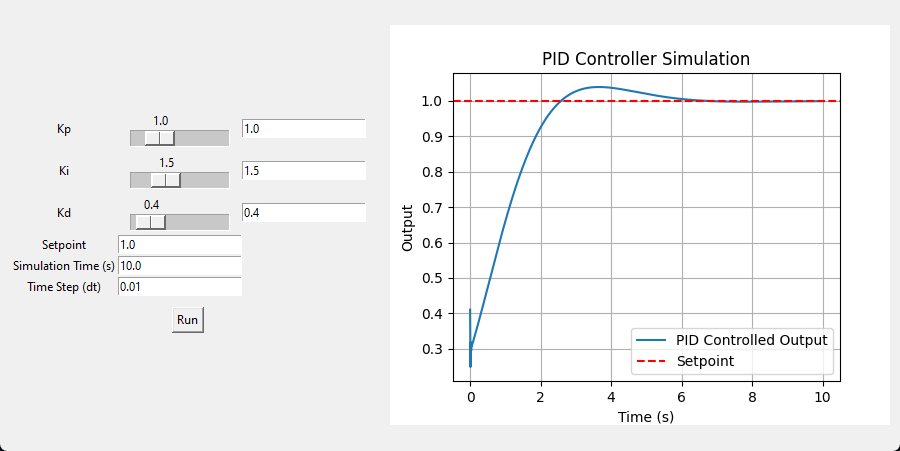 1.0
Kp 1.0
1.5
Ki 1.5
0.4
Kd 0.4
Setpoint 1.0
Simulation Time (s) 10.0
Time Step (dt) 0.01
Run
PID Controller Simulation
Output
1.0
0.9
0.8
0.7
0.6
0.5
0.4
0.3
PID Controlled Output
Setpoint
0 2 4 6 8 10
Time (s)